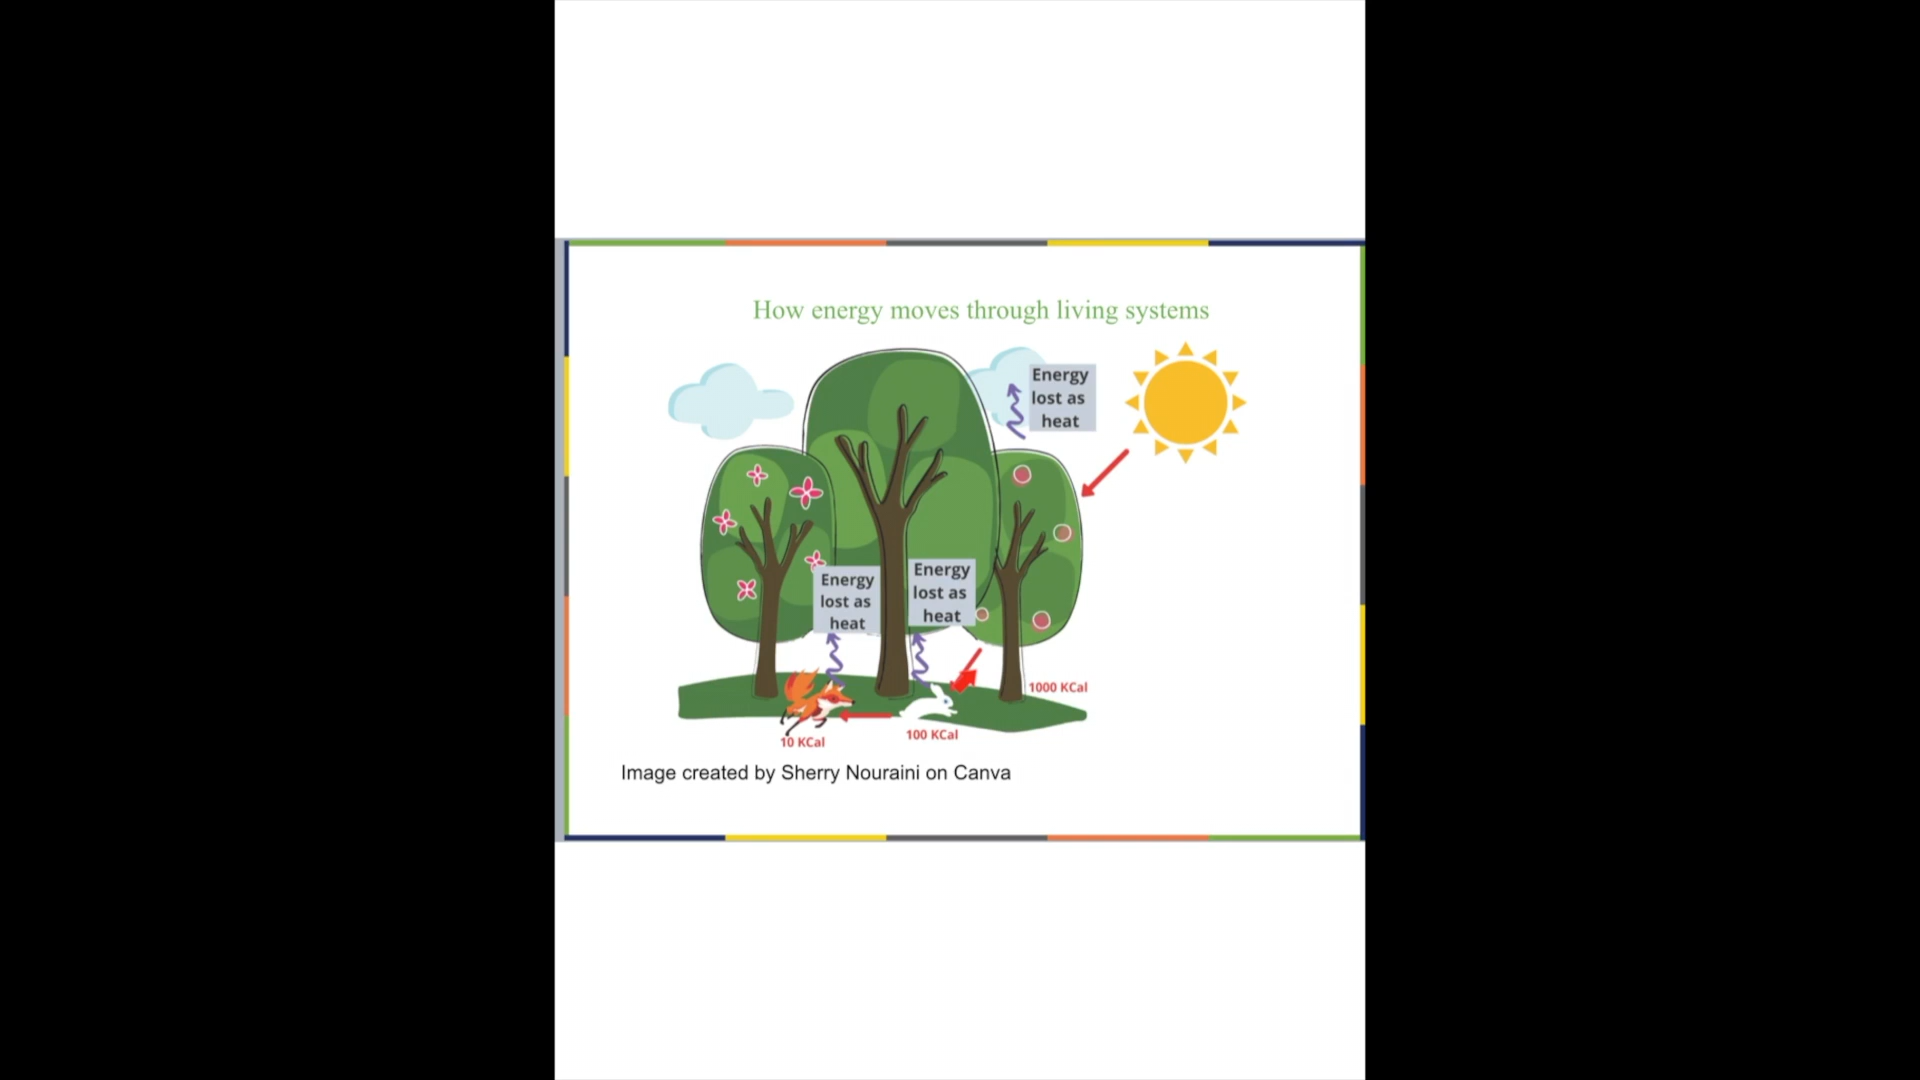 How energy moves through living systems
Energy
lost as
heat
Energy
lost as
heat
Energy
lost as
heat
1000 KCal
100 KCal
10 KCal
Image created by Sherry Nouraini on Canva